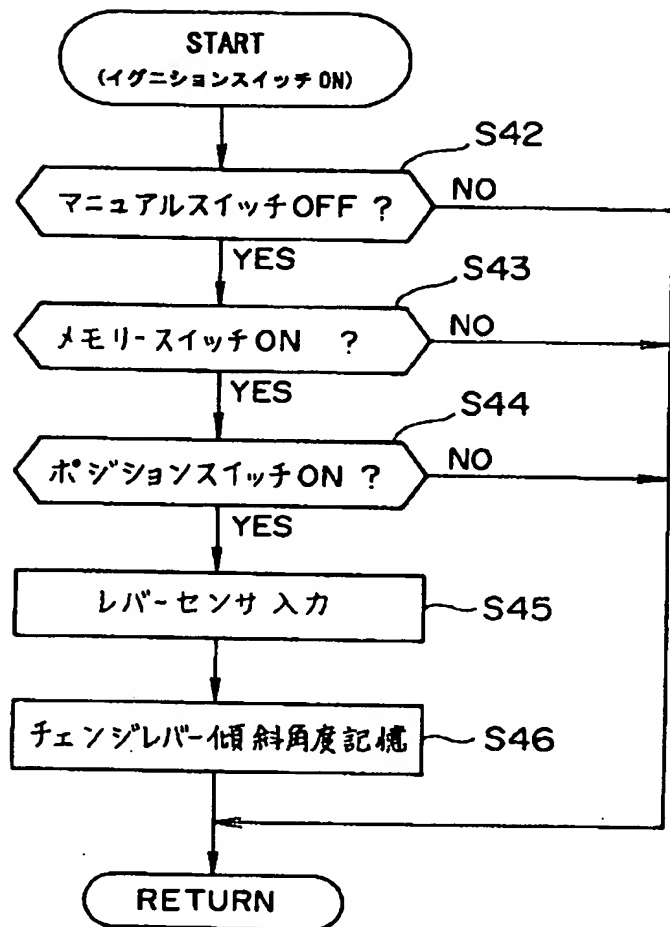 START
(イグニションスイッチ ON)
S42
マニュアルスイッチOFF ?
NO
YES
S43
メモリースイッチON ?
NO
YES
S44
ポジションスイッチON ?
NO
YES
レバーセンサ入力
S45
チェンジレバー傾斜角度記憶
S46
RETURN